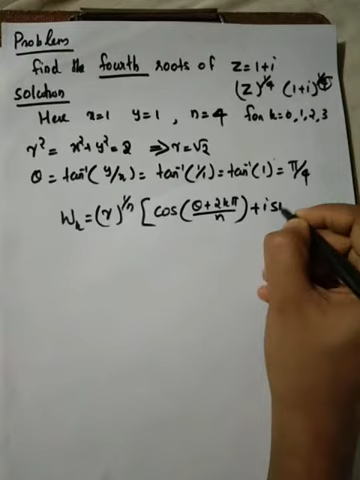 Problem
Find the fourth roots of z = 1+i
Solution (z)^1/4 (1+i)^1/4
Here x=1 y=1 , n=4 for k=0,1,2,3
r² = x²+y² = 2 ⇒ r=√2
θ = tan⁻¹(y/x) = tan⁻¹(1/1) = tan⁻¹(1) = π/4
W_k = (r)^1/n [cos(θ+2kπ/n) + i si